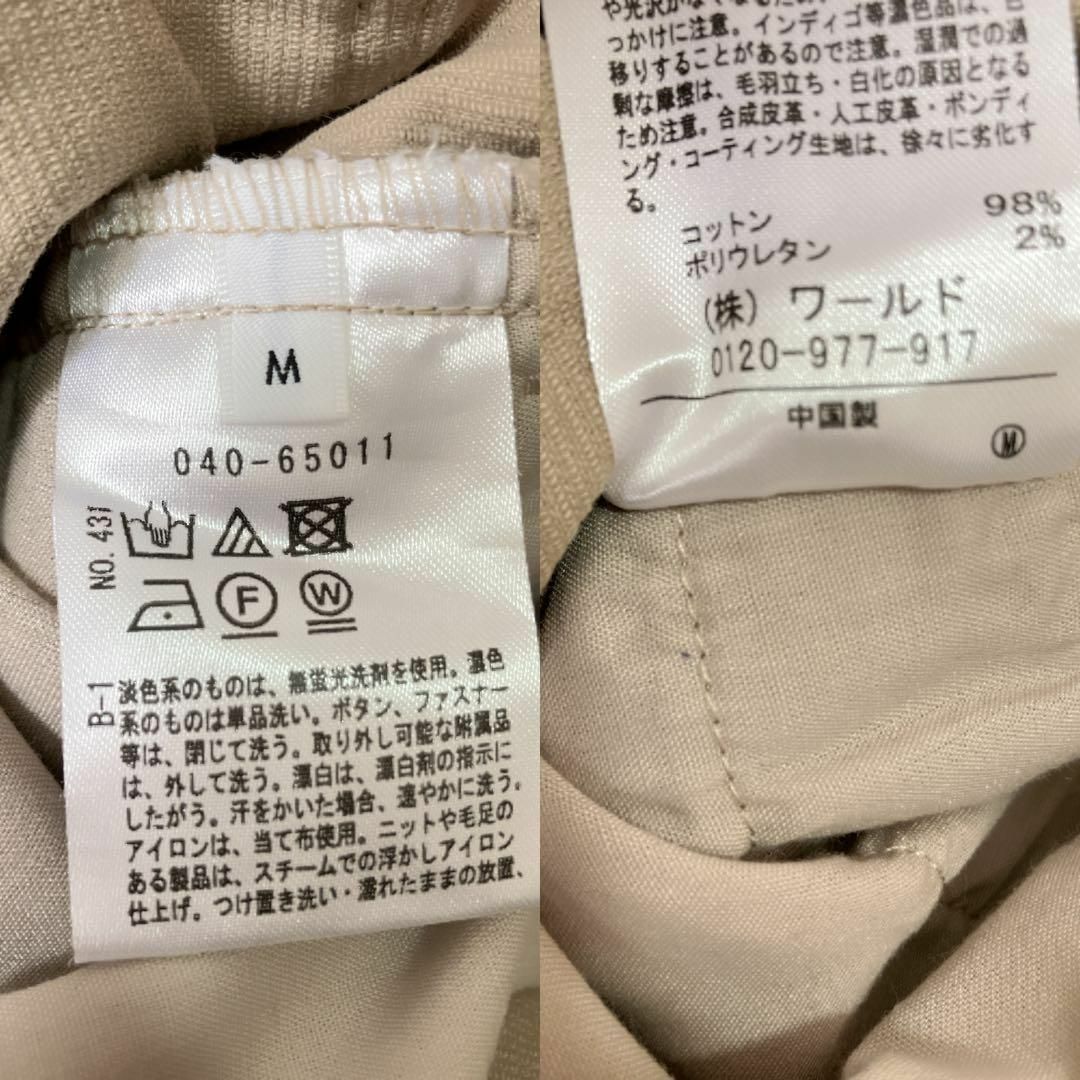 M
040-65011
NO.431
F
W
B-1
淡色系のものは、無蛍光洗剤を使用。濃色
系のものは単品洗い。ボタン、ファスナー
等は、閉じて洗う。取り外し可能な附属品
は、外して洗う。漂白は、漂白剤の指示に
したがう。汗をかいた場合、速やかに洗う。
アイロンは、当て布使用。ニットや毛足の
ある製品は、スチームでの浮かしアイロン
仕上げ。つけ置き洗い・濡れたままの放置、
や光沢がなくなるため
っかけに注意。インディゴ等濃色品は、色
移りすることがあるので注意。湿潤での過
剰な摩擦は、毛羽立ち・白化の原因となる
ため注意。合成皮革・人工皮革・ボンディ
ング・コーティング生地は、徐々に劣化す
る。
コットン 98%
ポリウレタン 2%
(株) ワールド
0120-977-917
中国製
M